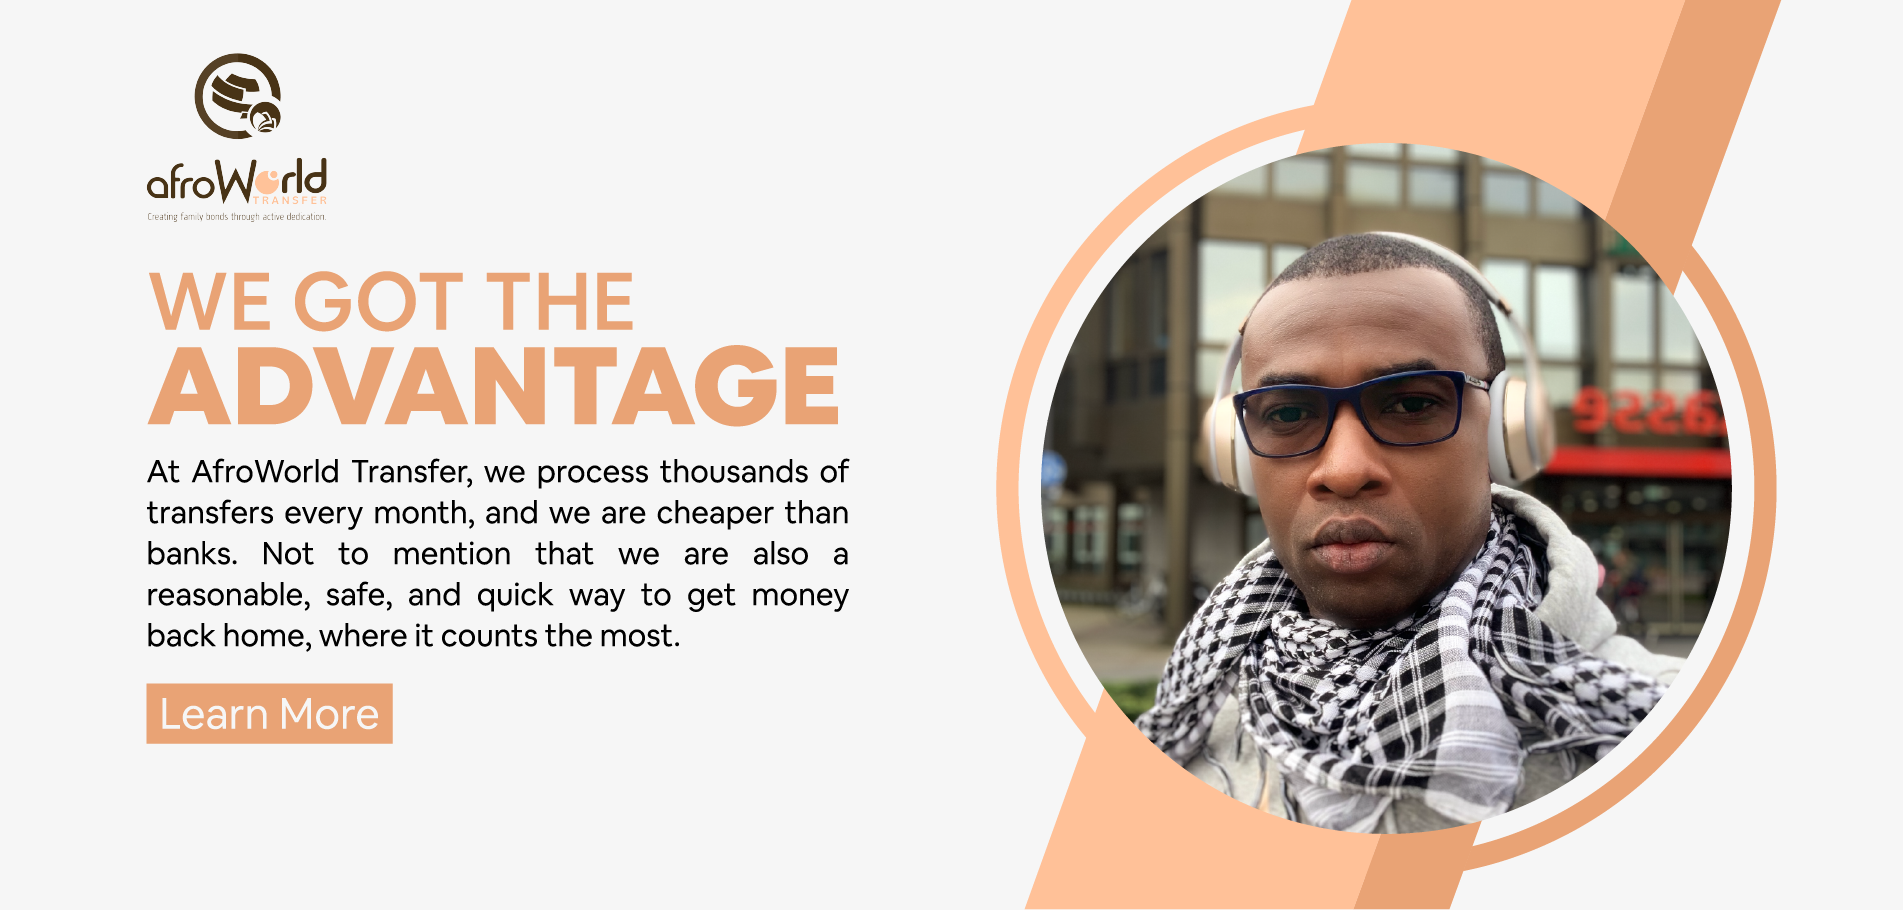 afroWorld
TRANSFER
Creating family bonds through active dedication.
WE GOT THE
ADVANTAGE
At AfroWorld Transfer, we process thousands of
transfers every month, and we are cheaper than
banks. Not to mention that we are also a
reasonable, safe, and quick way to get money
back home, where it counts the most.
Learn More